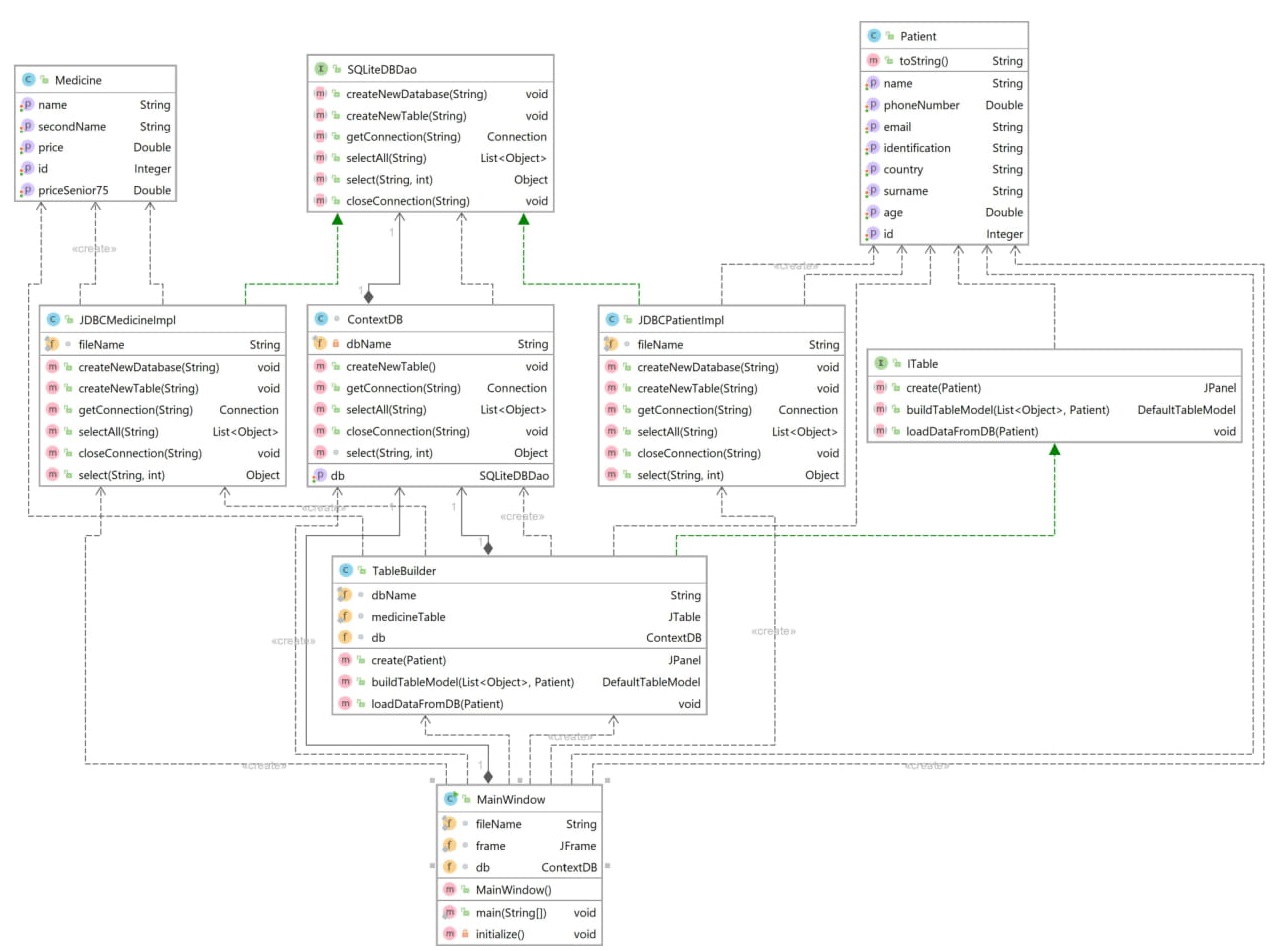 Medicine
name String
secondName String
price Double
id Integer
priceSenior75 Double
SQLiteDBDao
createNewDatabase(String) void
createNewTable(String) void
getConnection(String) Connection
selectAll(String) List<Object>
select(String, int) Object
closeConnection(String) void
Patient
toString() String
name String
phoneNumber Double
email String
identification String
country String
surname String
age Double
id Integer
«create»
1
«create»
JDBCMedicineImpl
fileName String
createNewDatabase(String) void
createNewTable(String) void
getConnection(String) Connection
selectAll(String) List<Object>
closeConnection(String) void
select(String, int) Object
ContextDB
dbName String
createNewTable() void
getConnection(String) Connection
selectAll(String) List<Object>
closeConnection(String) void
select(String, int) Object
db SQLiteDBDao
JDBCPatientImpl
fileName String
createNewDatabase(String) void
createNewTable(String) void
getConnection(String) Connection
selectAll(String) List<Object>
closeConnection(String) void
select(String, int) Object
ITable
create(Patient) JPanel
buildTableModel(List<Object>, Patient) DefaultTableModel
loadDataFromDB(Patient) void
«create»
1
1
«create»
TableBuilder
dbName String
medicineTable JTable
db ContextDB
create(Patient) JPanel
buildTableModel(List<Object>, Patient) DefaultTableModel
loadDataFromDB(Patient) void
«create»
«create»
«create»
1
«create»
«create»
MainWindow
fileName String
frame JFrame
db ContextDB
MainWindow()
main(String[]) void
initialize() void